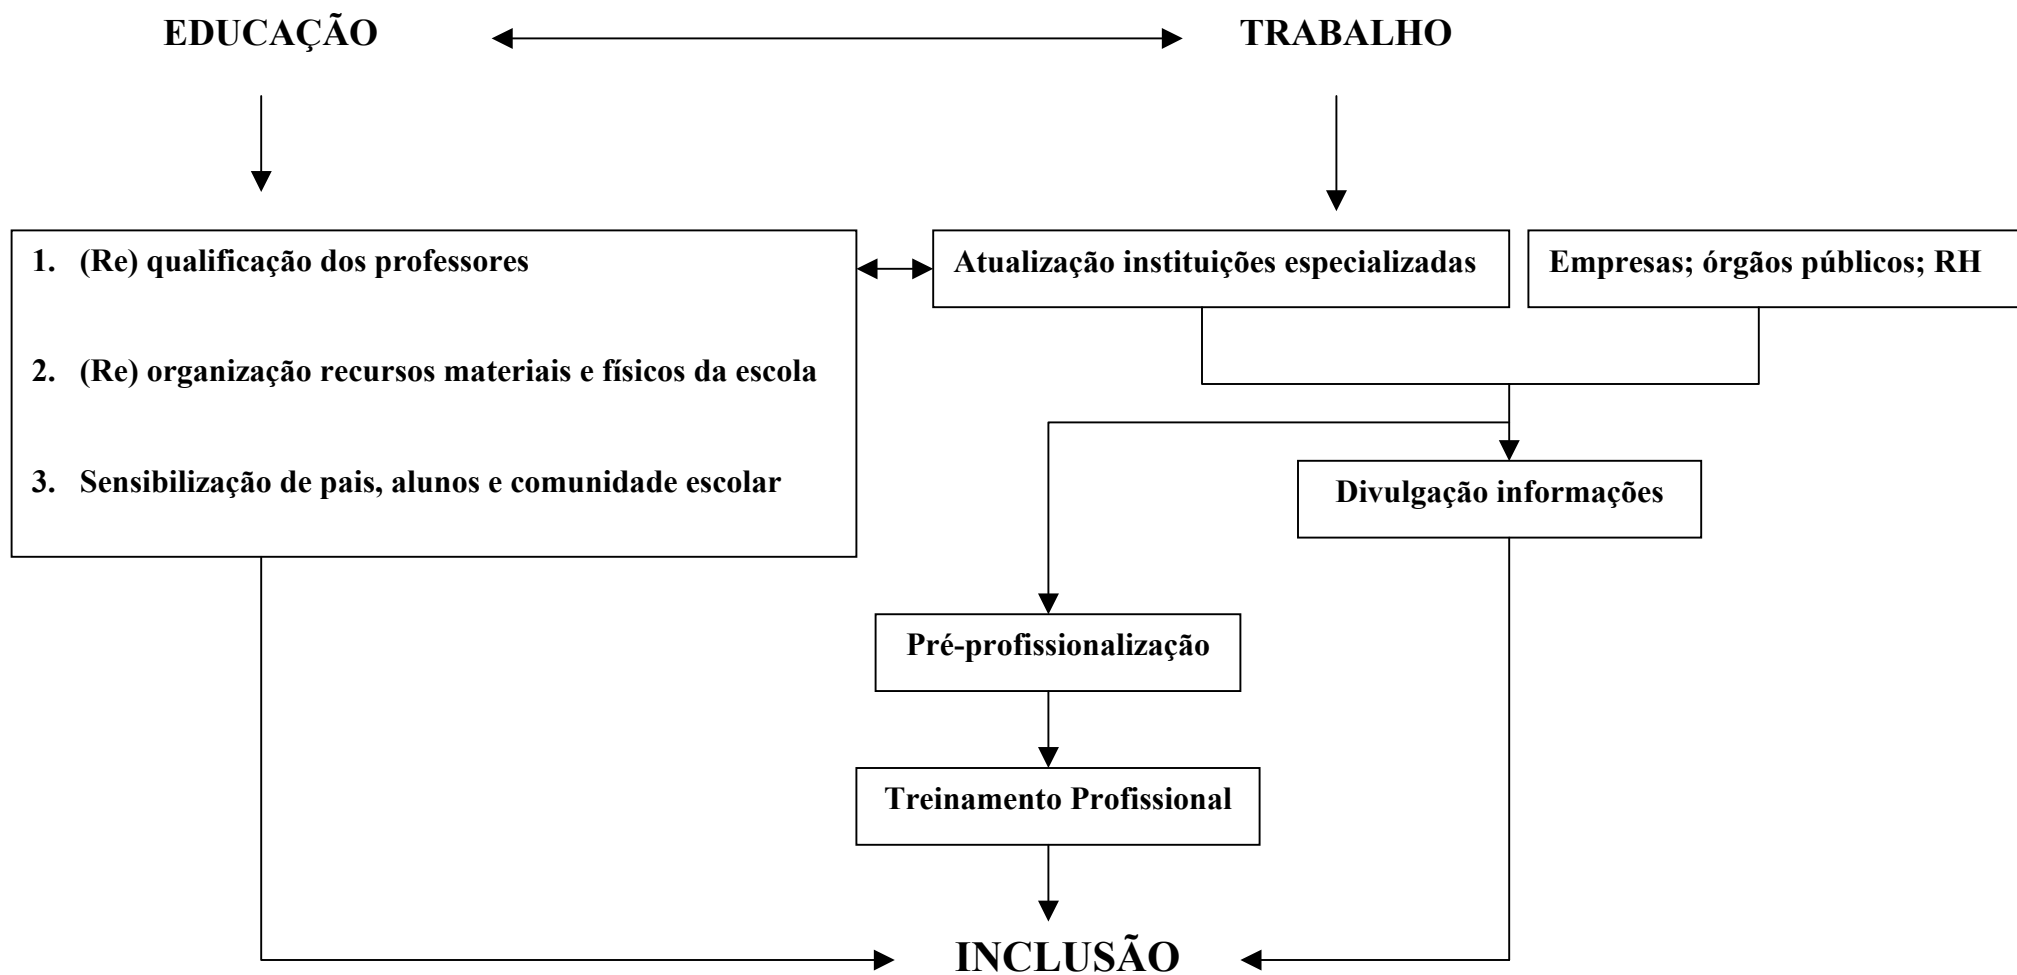 EDUCAÇÃO
TRABALHO
1. (Re) qualificação dos professores
2. (Re) organização recursos materiais e físicos da escola
3. Sensibilização de pais, alunos e comunidade escolar
Atualização instituições especializadas
Empresas; órgãos públicos; RH
Divulgação informações
Pré-profissionalização
Treinamento Profissional
INCLUSÃO